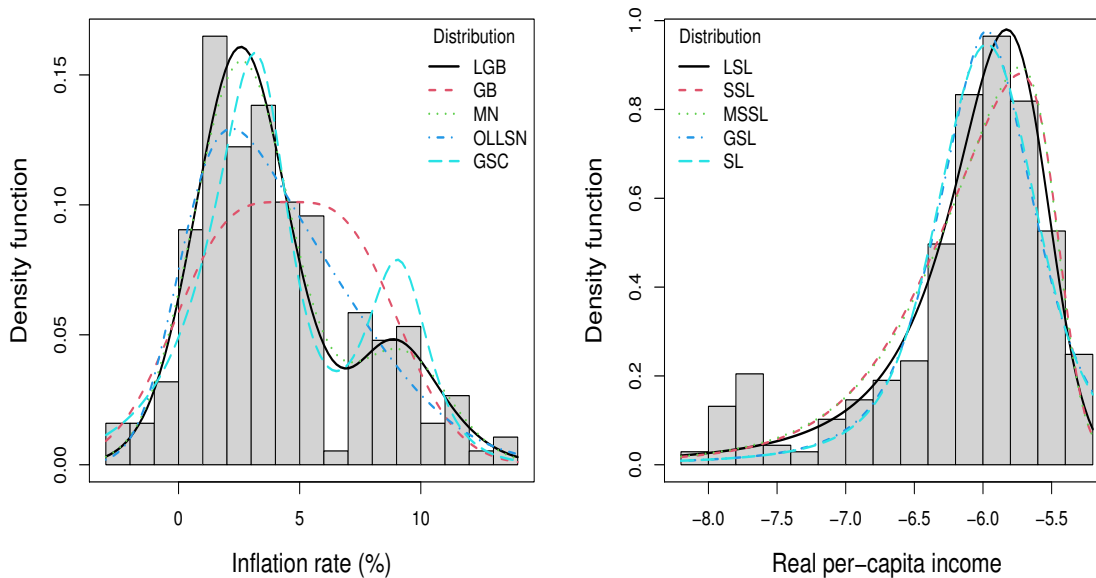 Density function
0.00 0.05 0.10 0.15
Distribution
LGB
GB
MN
OLLSN
GSC
0 5 10
Inflation rate (%)
Density function
0.0 0.2 0.4 0.6 0.8 1.0
Distribution
LSL
SSL
MSSL
GSL
SL
−8.0 −7.5 −7.0 −6.5 −6.0 −5.5
Real per−capita income